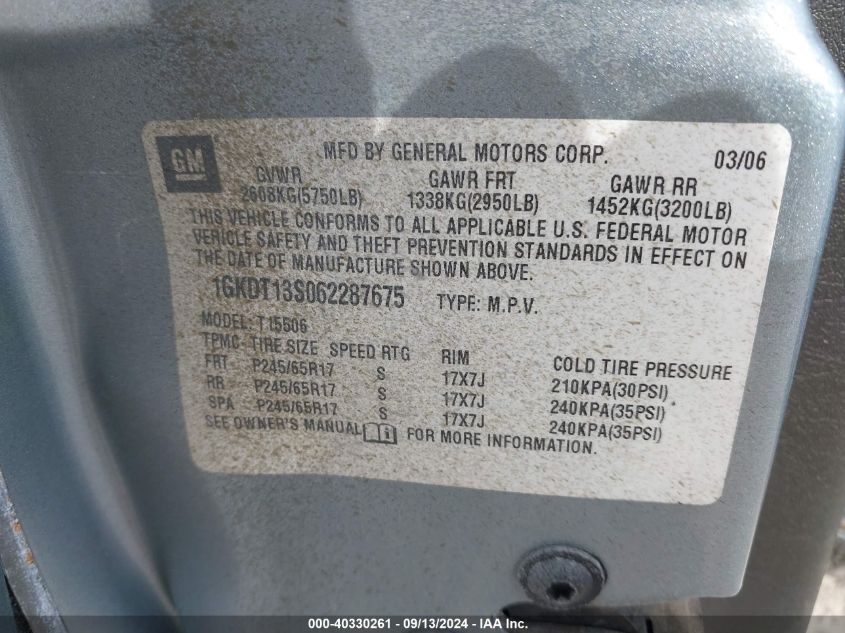 GM
MFD BY GENERAL MOTORS CORP. 03/06
GVWR GAWR FRT GAWR RR
2608KG(5750LB) 1338KG(2950LB) 1452KG(3200LB)
THIS VEHICLE CONFORMS TO ALL APPLICABLE U.S. FEDERAL MOTOR
VEHICLE SAFETY AND THEFT PREVENTION STANDARDS IN EFFECT ON
THE DATE OF MANUFACTURE SHOWN ABOVE.
1GKDT13S062287675 TYPE: M.P.V.
MODEL: T15506
TPMC TIRE SIZE SPEED RTG RIM COLD TIRE PRESSURE
FRT P245/65R17 S 17X7J 210KPA(30PSI)
RR P245/65R17 S 17X7J 240KPA(35PSI)
SPA P245/65R17 S 17X7J 240KPA(35PSI)
SEE OWNER'S MANUAL FOR MORE INFORMATION.
000-40330261 - 09/13/2024 - IAA Inc.